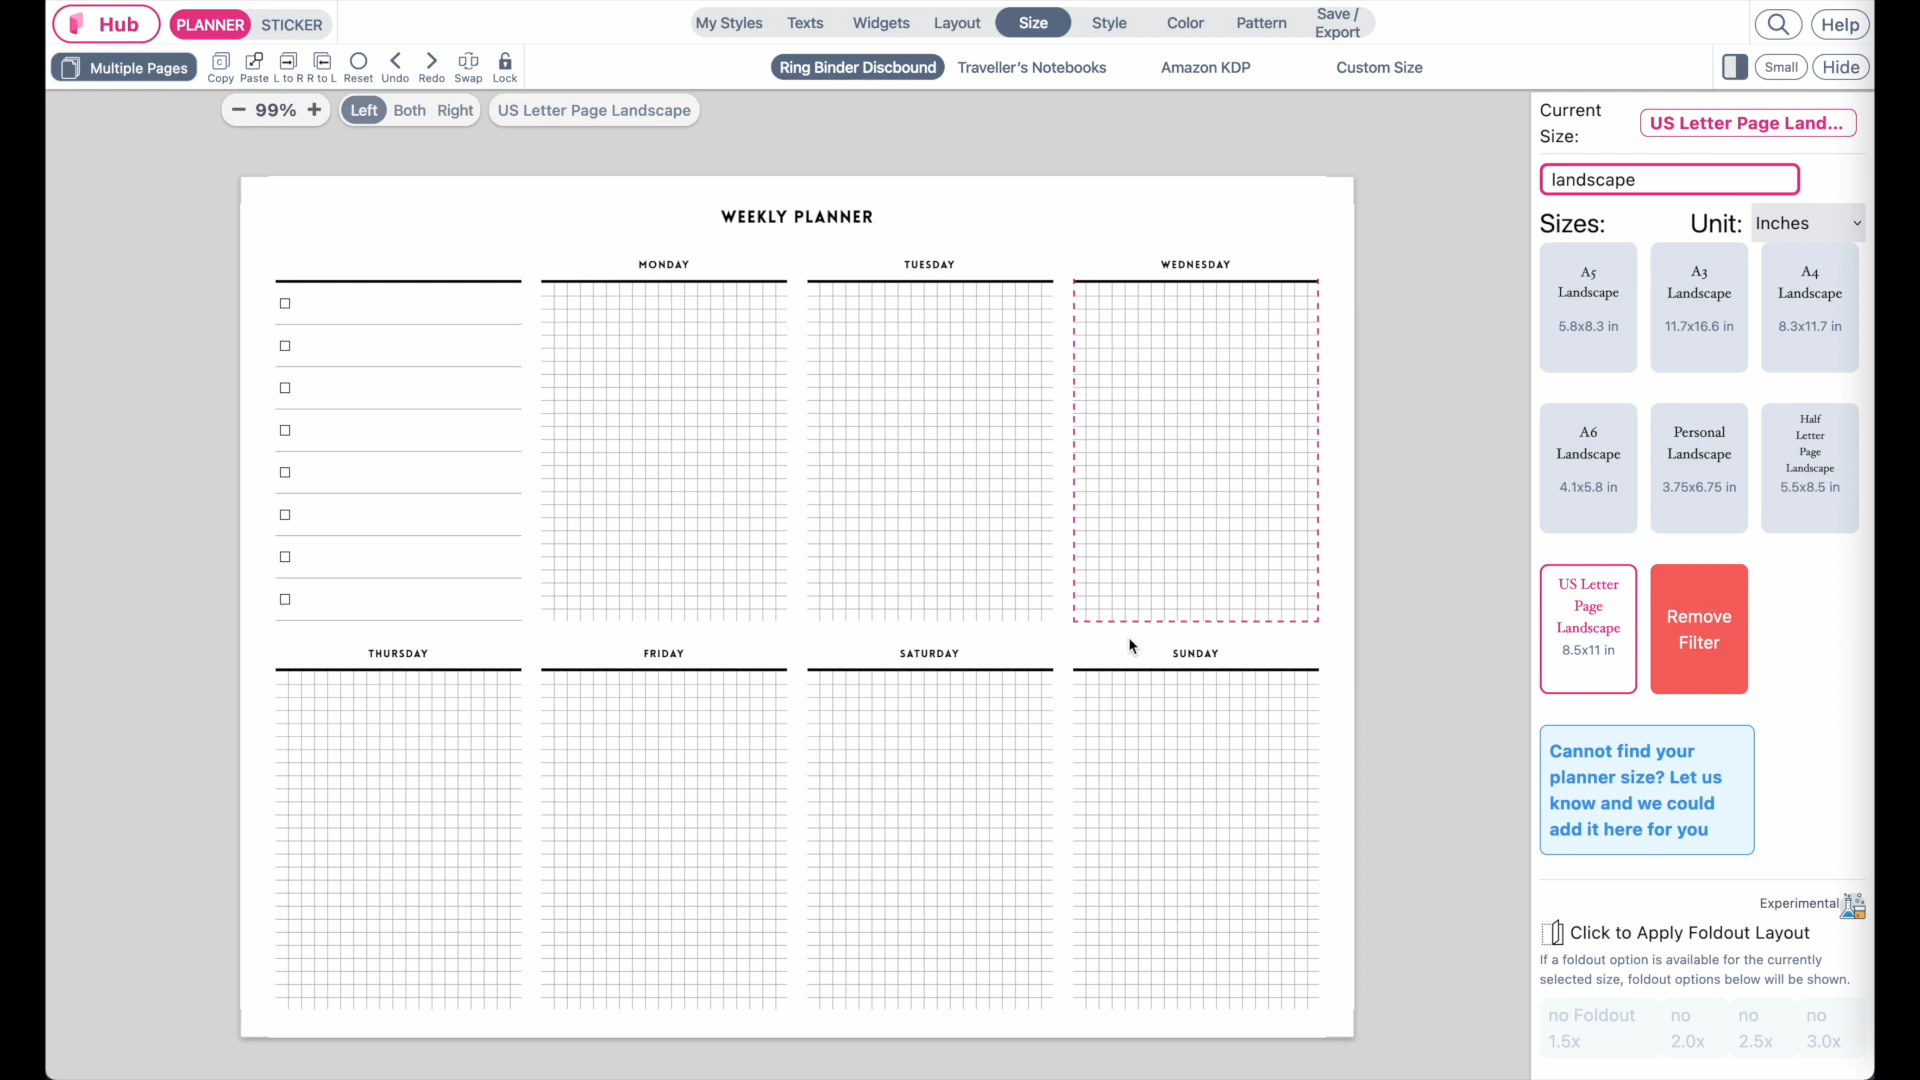 Hub
PLANNER
STICKER
My Styles
Texts
Widgets
Layout
Size
Style
Color
Pattern
Save /
Export
Help
Multiple Pages
Copy
Paste
L to R
R to L
Reset
Undo
Redo
Swap
Lock
Ring Binder Discbound
Traveller's Notebooks
Amazon KDP
Custom Size
Small
Hide
99%
Left
Both
Right
US Letter Page Landscape
WEEKLY PLANNER
MONDAY
TUESDAY
WEDNESDAY
THURSDAY
FRIDAY
SATURDAY
SUNDAY
Current
Size:
US Letter Page Land...
landscape
Sizes:
Unit:
Inches
A5
Landscape
5.8x8.3 in
A3
Landscape
11.7x16.6 in
A4
Landscape
8.3x11.7 in
A6
Landscape
4.1x5.8 in
Personal
Landscape
3.75x6.75 in
Half
Letter
Page
Landscape
5.5x8.5 in
US Letter
Page
Landscape
8.5x11 in
Remove
Filter
Cannot find your
planner size? Let us
know and we could
add it here for you
Experimental
Click to Apply Foldout Layout
If a foldout option is available for the currently
selected size, foldout options below will be shown.
no Foldout
1.5x
no
2.0x
no
2.5x
no
3.0x